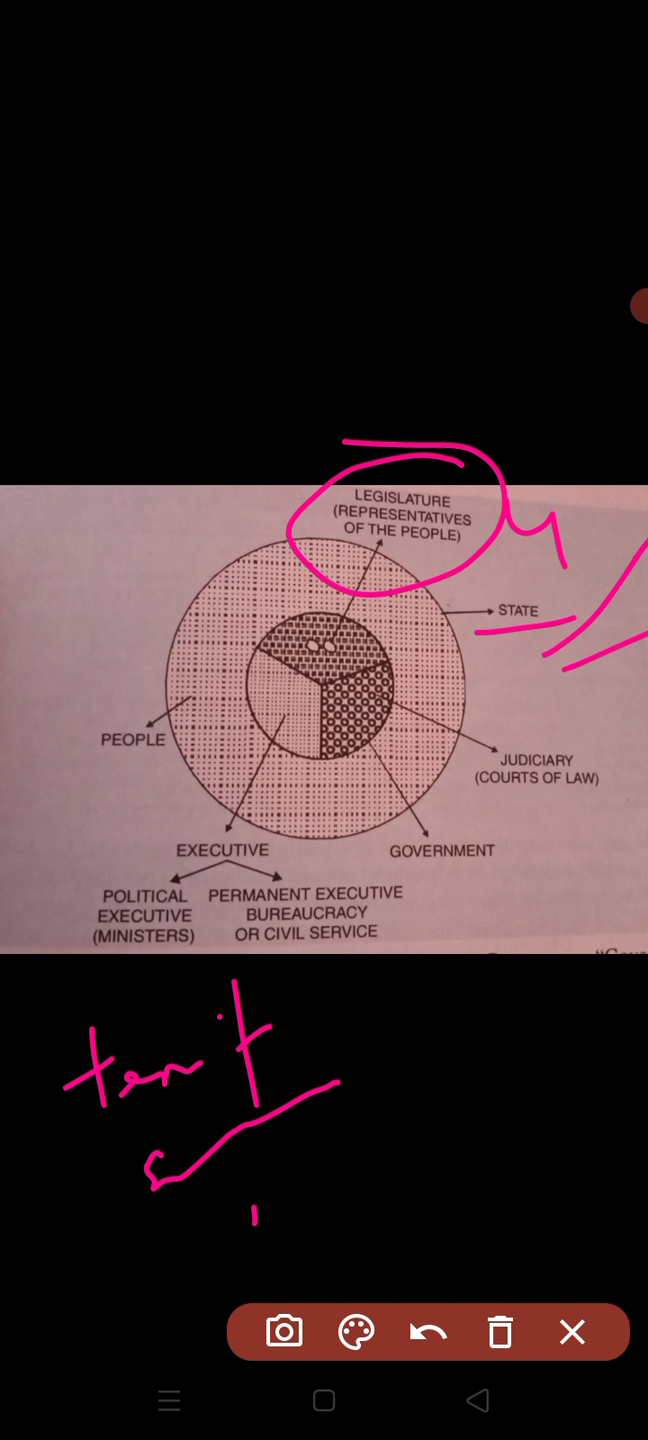 LEGISLATURE
(REPRESENTATIVES
OF THE PEOPLE)
STATE
PEOPLE
JUDICIARY
(COURTS OF LAW)
EXECUTIVE
GOVERNMENT
POLITICAL
EXECUTIVE
(MINISTERS)
PERMANENT EXECUTIVE
BUREAUCRACY
OR CIVIL SERVICE